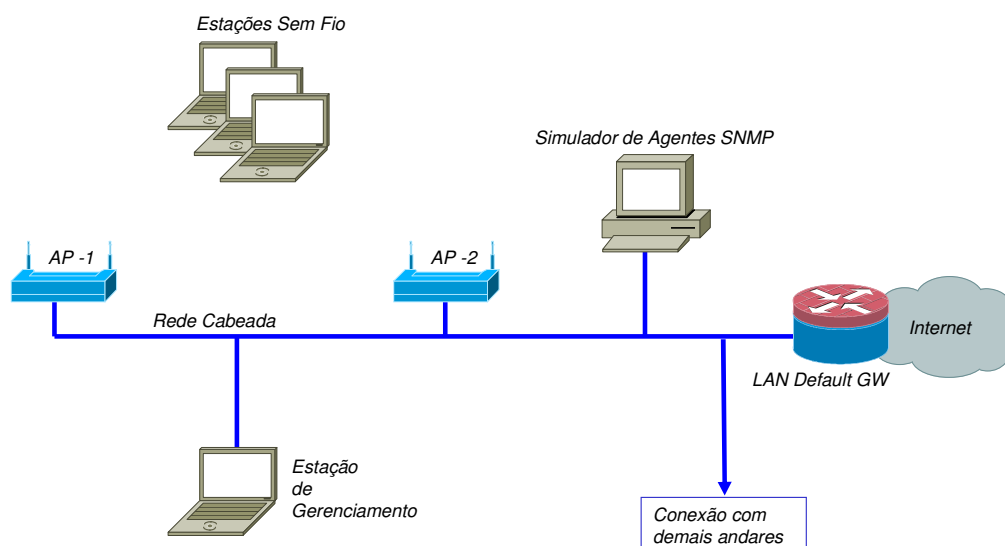 Estações Sem Fio
Simulador de Agentes SNMP
AP -1
AP -2
Rede Cabeada
Internet
LAN Default GW
Estação
de
Gerenciamento
Conexão com
demais andares